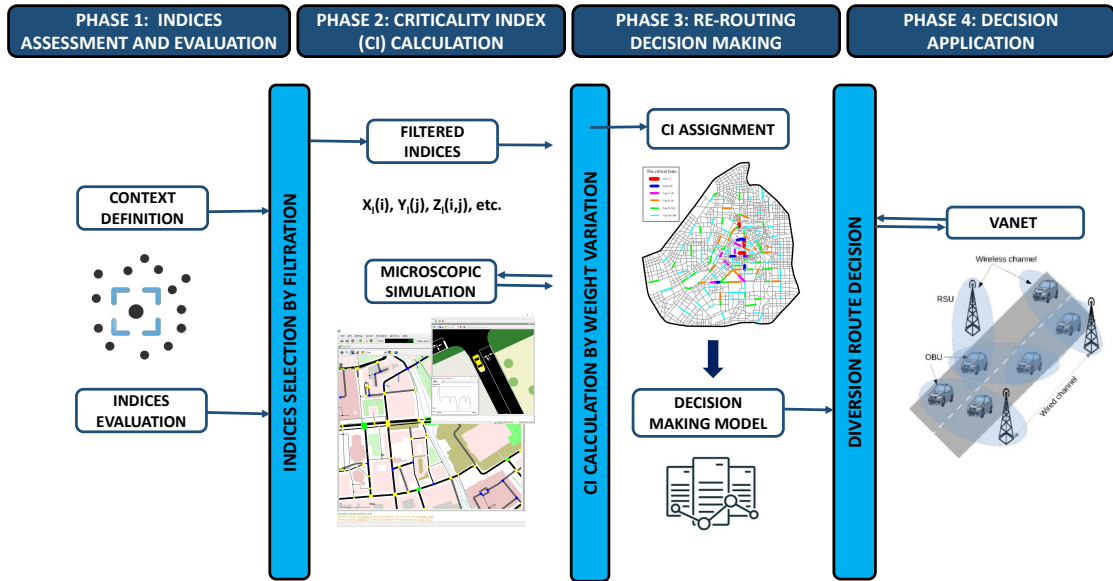 PHASE 1: INDICES
ASSESSMENT AND EVALUATION
PHASE 2: CRITICALITY INDEX
(CI) CALCULATION
PHASE 3: RE-ROUTING
DECISION MAKING
PHASE 4: DECISION
APPLICATION
CONTEXT
DEFINITION
INDICES
EVALUATION
INDICES SELECTION BY FILTRATION
FILTERED
INDICES
X_I(i), Y_I(j), Z_I(i,j), etc.
MICROSCOPIC
SIMULATION
CI CALCULATION BY WEIGHT VARIATION
CI ASSIGNMENT
The critical links
DECISION
MAKING MODEL
DIVERSION ROUTE DECISION
VANET
Wireless channel
RSU
OBU
Wired channel